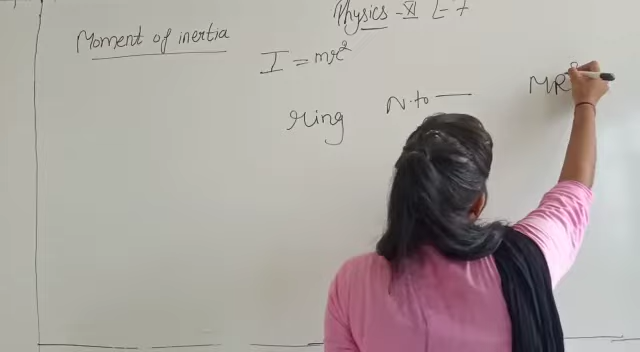 Physics - XI L-7
Moment of inertia
I = mr²
ring N. to — MR²